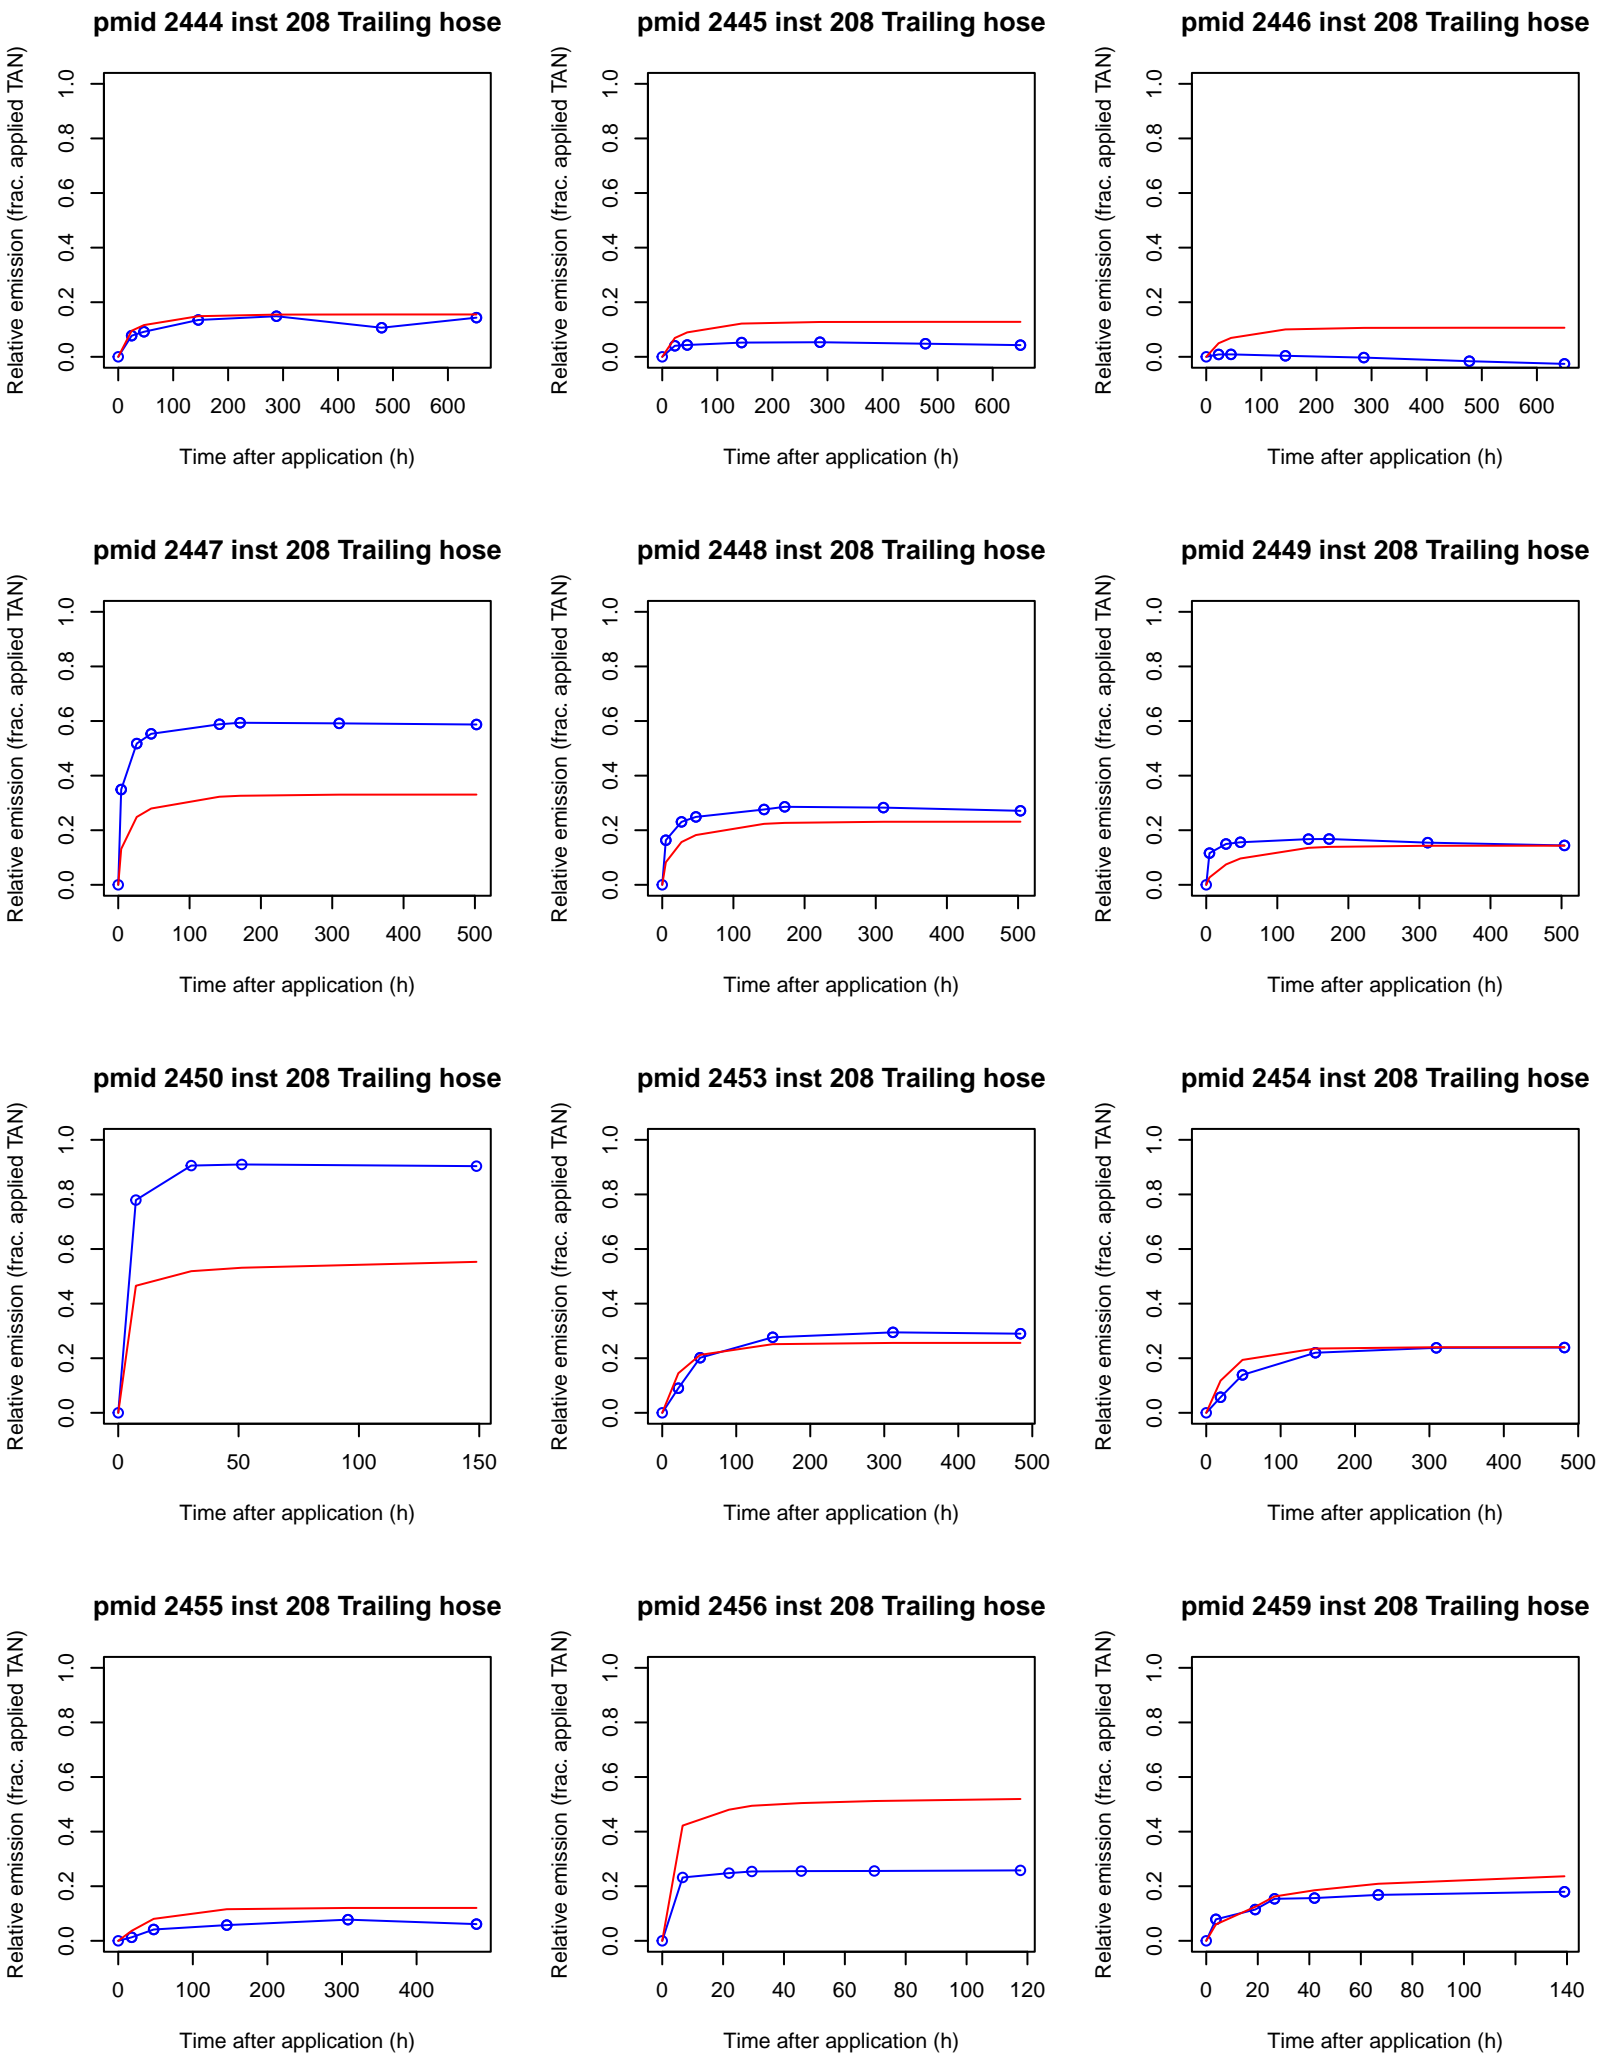 pmid 2444 inst 208 Trailing hose
Relative emission (frac. applied TAN)
1.0
0.8
0.6
0.4
0.2
0.0
0 100 200 300 400 500 600
Time after application (h)
pmid 2445 inst 208 Trailing hose
Relative emission (frac. applied TAN)
1.0
0.8
0.6
0.4
0.2
0.0
0 100 200 300 400 500 600
Time after application (h)
pmid 2446 inst 208 Trailing hose
Relative emission (frac. applied TAN)
1.0
0.8
0.6
0.4
0.2
0.0
0 100 200 300 400 500 600
Time after application (h)
pmid 2447 inst 208 Trailing hose
Relative emission (frac. applied TAN)
1.0
0.8
0.6
0.4
0.2
0.0
0 100 200 300 400 500
Time after application (h)
pmid 2448 inst 208 Trailing hose
Relative emission (frac. applied TAN)
1.0
0.8
0.6
0.4
0.2
0.0
0 100 200 300 400 500
Time after application (h)
pmid 2449 inst 208 Trailing hose
Relative emission (frac. applied TAN)
1.0
0.8
0.6
0.4
0.2
0.0
0 100 200 300 400 500
Time after application (h)
pmid 2450 inst 208 Trailing hose
Relative emission (frac. applied TAN)
1.0
0.8
0.6
0.4
0.2
0.0
0 50 100 150
Time after application (h)
pmid 2453 inst 208 Trailing hose
Relative emission (frac. applied TAN)
1.0
0.8
0.6
0.4
0.2
0.0
0 100 200 300 400 500
Time after application (h)
pmid 2454 inst 208 Trailing hose
Relative emission (frac. applied TAN)
1.0
0.8
0.6
0.4
0.2
0.0
0 100 200 300 400 500
Time after application (h)
pmid 2455 inst 208 Trailing hose
Relative emission (frac. applied TAN)
1.0
0.8
0.6
0.4
0.2
0.0
0 100 200 300 400
Time after application (h)
pmid 2456 inst 208 Trailing hose
Relative emission (frac. applied TAN)
1.0
0.8
0.6
0.4
0.2
0.0
0 20 40 60 80 100 120
Time after application (h)
pmid 2459 inst 208 Trailing hose
Relative emission (frac. applied TAN)
1.0
0.8
0.6
0.4
0.2
0.0
0 20 40 60 80 100 140
Time after application (h)